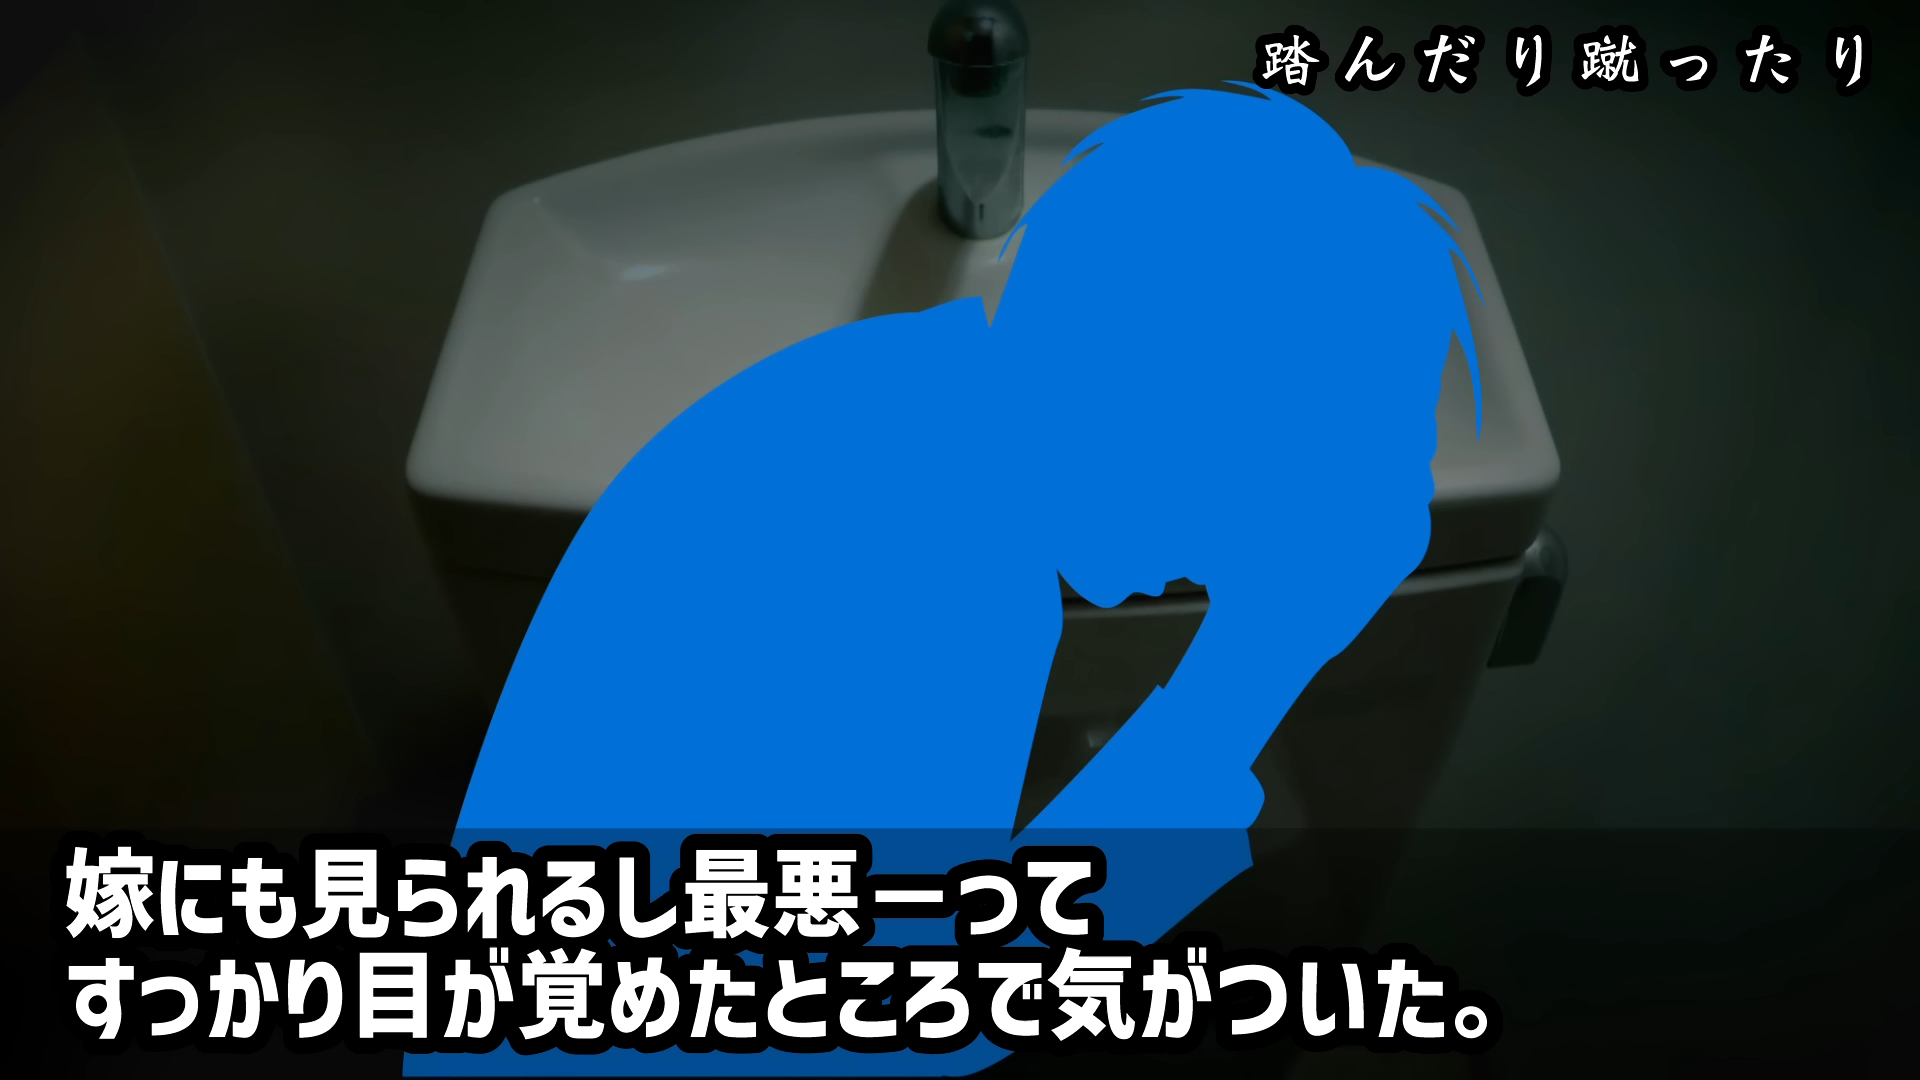 踏んだり蹴ったり
嫁にも見られるし最悪ーって
すっかり目が覚めたところで気がついた。